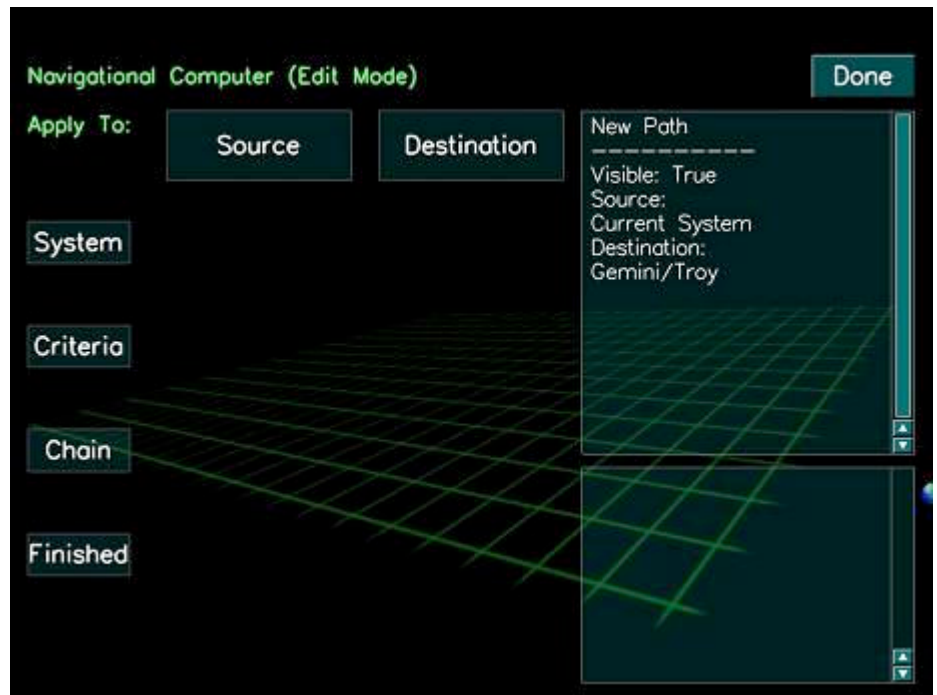 Navigational Computer (Edit Mode)
Done
Apply To:
Source
Destination
System
Criteria
Chain
Finished
New Path
----------
Visible: True
Source:
Current System
Destination:
Gemini/Troy